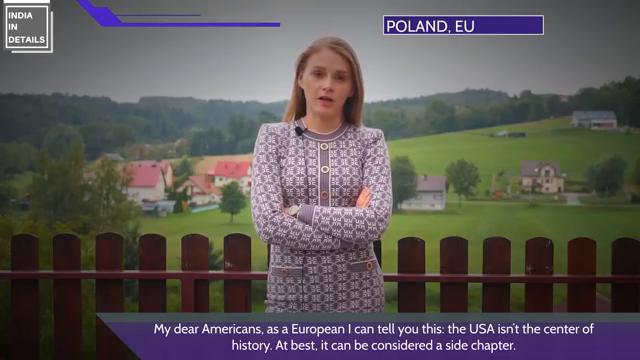 INDIA
IN
DETAILS
POLAND, EU
My dear Americans, as a European I can tell you this: the USA isn't the center of
history. At best, it can be considered a side chapter.